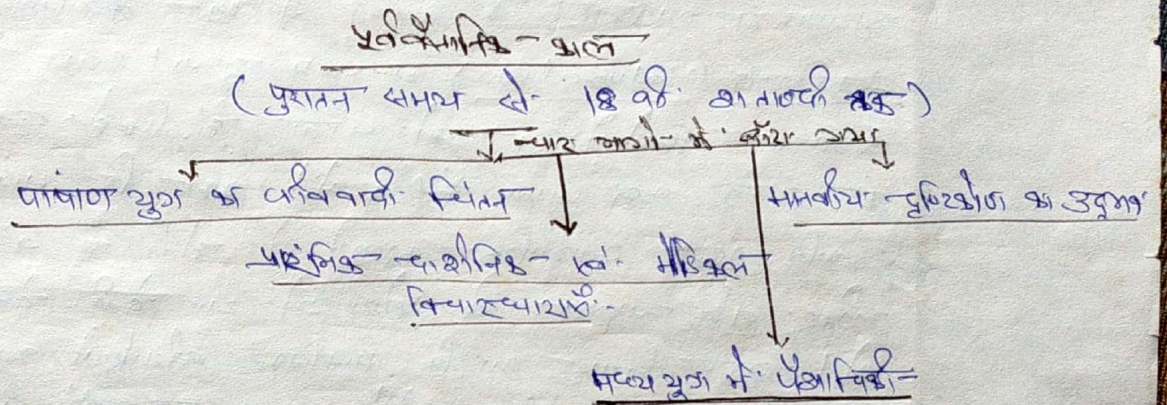 पूर्ववैज्ञानिक - काल
(पुरातन समय से 18 वीं शताब्दी तक)
चार भागों में बाँटा गया
पाषाण युग का जीववादी चिंतन
मानवीय दृष्टिकोण का उद्भव
प्रारंभिक दार्शनिक एवं मेडिकल
विचारधारायें
मध्य युग में पैशाचिकी